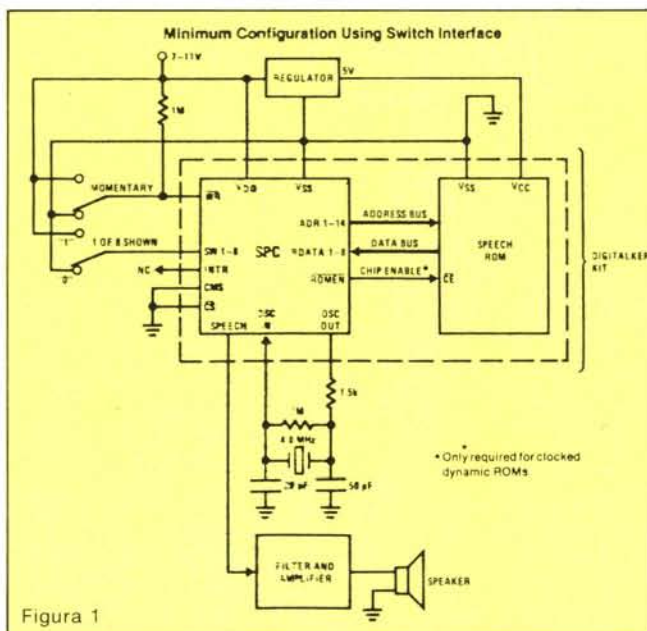 Minimum Configuration Using Switch Interface
7–11V
REGULATOR
5V
1M
MOMENTARY
WR
VDD
VSS
VSS
VCC
ADR 1–14
ADDRESS BUS
"1"
1 OF 8 SHOWN
SW 1–8
SPC
RDATA 1–8
DATA BUS
SPEECH
ROM
DIGITALKER
KIT
NC
INTR
ROMEN
CHIP ENABLE*
CE
"0"
CMS
CS
SPEECH
OSC
IN
OSC
OUT
1.5k
1M
4.0 MHz
20 pF
50 pF
* Only required for clocked
dynamic ROMs
FILTER AND
AMPLIFIER
SPEAKER
Figura 1